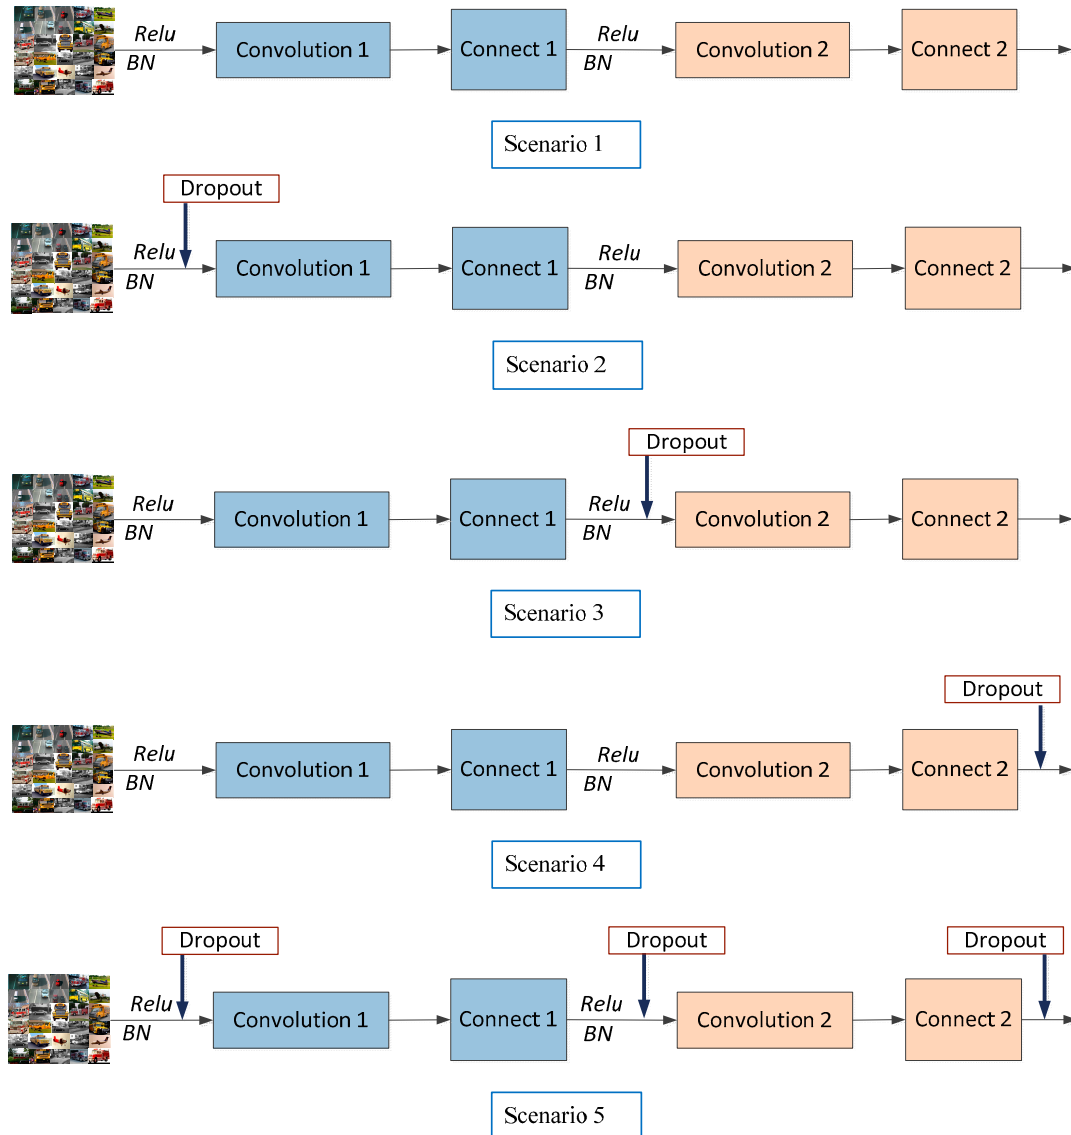 Relu
BN
Convolution 1
Connect 1
Relu
BN
Convolution 2
Connect 2
Scenario 1
Dropout
Relu
BN
Convolution 1
Connect 1
Relu
BN
Convolution 2
Connect 2
Scenario 2
Dropout
Relu
BN
Convolution 1
Connect 1
Relu
BN
Convolution 2
Connect 2
Scenario 3
Dropout
Relu
BN
Convolution 1
Connect 1
Relu
BN
Convolution 2
Connect 2
Scenario 4
Dropout
Dropout
Dropout
Relu
BN
Convolution 1
Connect 1
Relu
BN
Convolution 2
Connect 2
Scenario 5